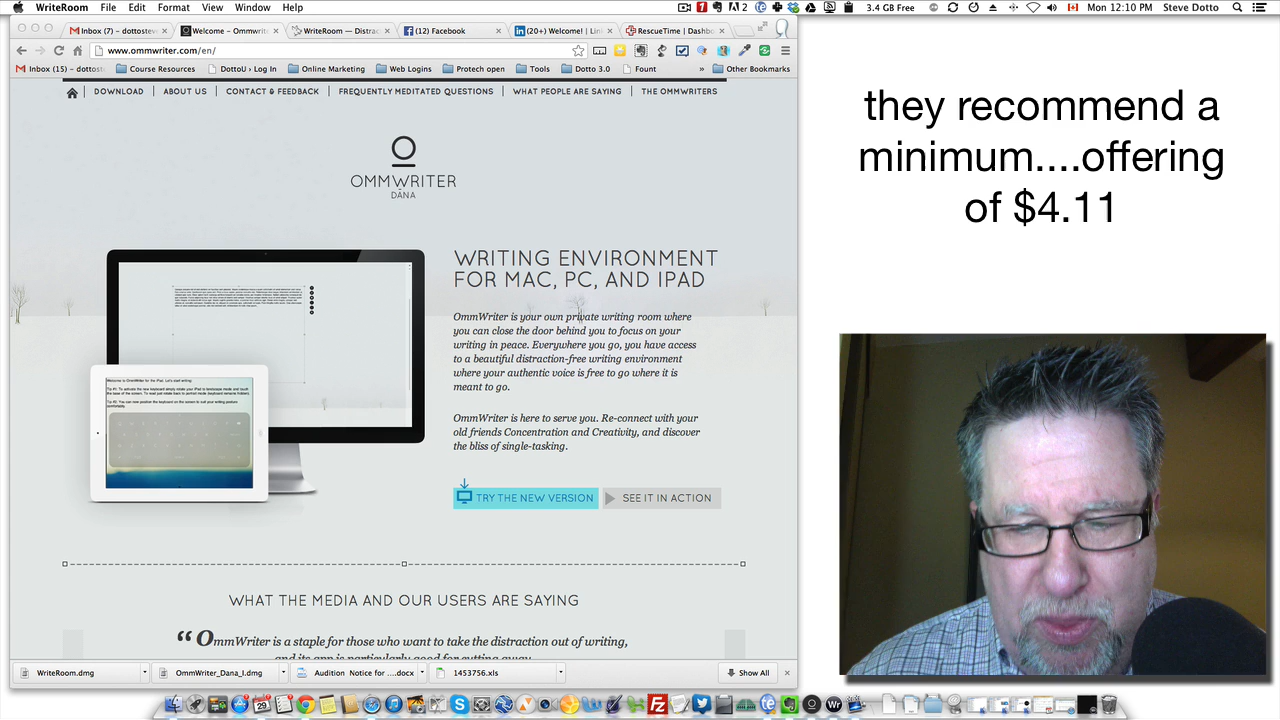 WriteRoom File Edit Format View Window Help
3.4 GB Free Mon 12:10 PM Steve Dotto
Inbox (7) - dottostev
Welcome - Ommwrite
WriteRoom — Distrac
(12) Facebook
(20+) Welcome! | Link
RescueTime | Dashbo
www.ommwriter.com/en/
Inbox (15) - dottost Course Resources DottoU › Log In Online Marketing Web Logins Protech open Tools Dotto 3.0 Fount » Other Bookmarks
DOWNLOAD ABOUT US CONTACT & FEEDBACK FREQUENTLY MEDITATED QUESTIONS WHAT PEOPLE ARE SAYING THE OMMWRITERS
OMMWRITER
DĀNA
WRITING ENVIRONMENT
FOR MAC, PC, AND IPAD
OmmWriter is your own private writing room where
you can close the door behind you to focus on your
writing in peace. Everywhere you go, you have access
to a beautiful distraction-free writing environment
where your authentic voice is free to go where it is
meant to go.
OmmWriter is here to serve you. Re-connect with your
old friends Concentration and Creativity, and discover
the bliss of single-tasking.
TRY THE NEW VERSION SEE IT IN ACTION
WHAT THE MEDIA AND OUR USERS ARE SAYING
“OmmWriter is a staple for those who want to take the distraction out of writing,
WriteRoom.dmg OmmWriter_Dana_I.dmg Audition Notice for ....docx 1453756.xls Show All
they recommend a
minimum....offering
of $4.11